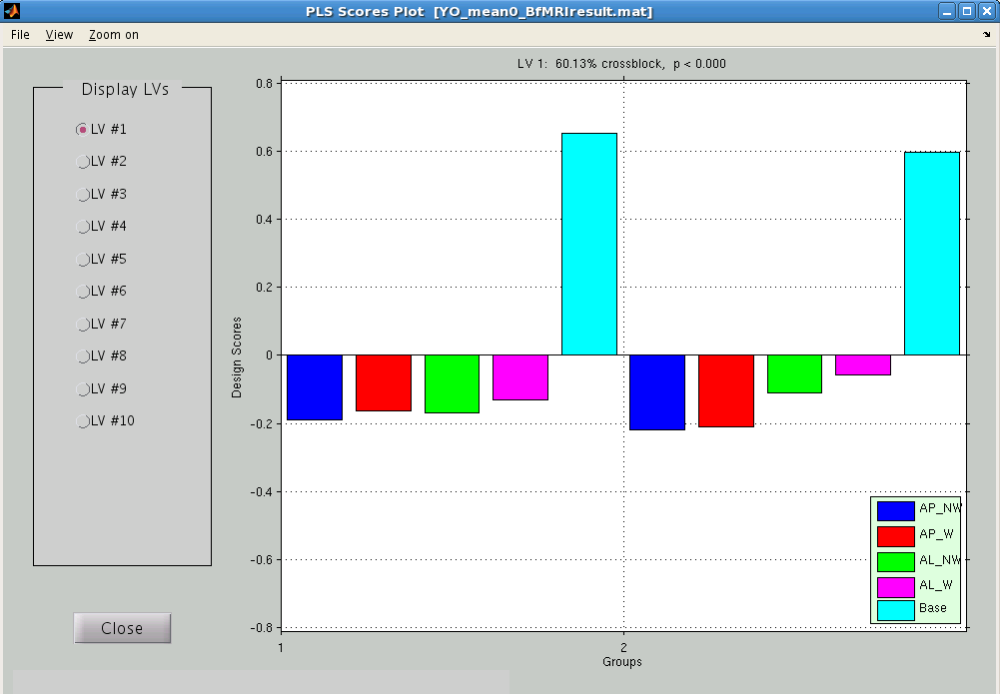 PLS Scores Plot [YO_mean0_BfMRIresult.mat]
File View Zoom on
Display LVs
LV #1
LV #2
LV #3
LV #4
LV #5
LV #6
LV #7
LV #8
LV #9
LV #10
Close
LV 1: 60.13% crossblock, p < 0.000
Design Scores
0.8
0.6
0.4
0.2
0
-0.2
-0.4
-0.6
-0.8
1 2
Groups
AP_NW
AP_W
AL_NW
AL_W
Base